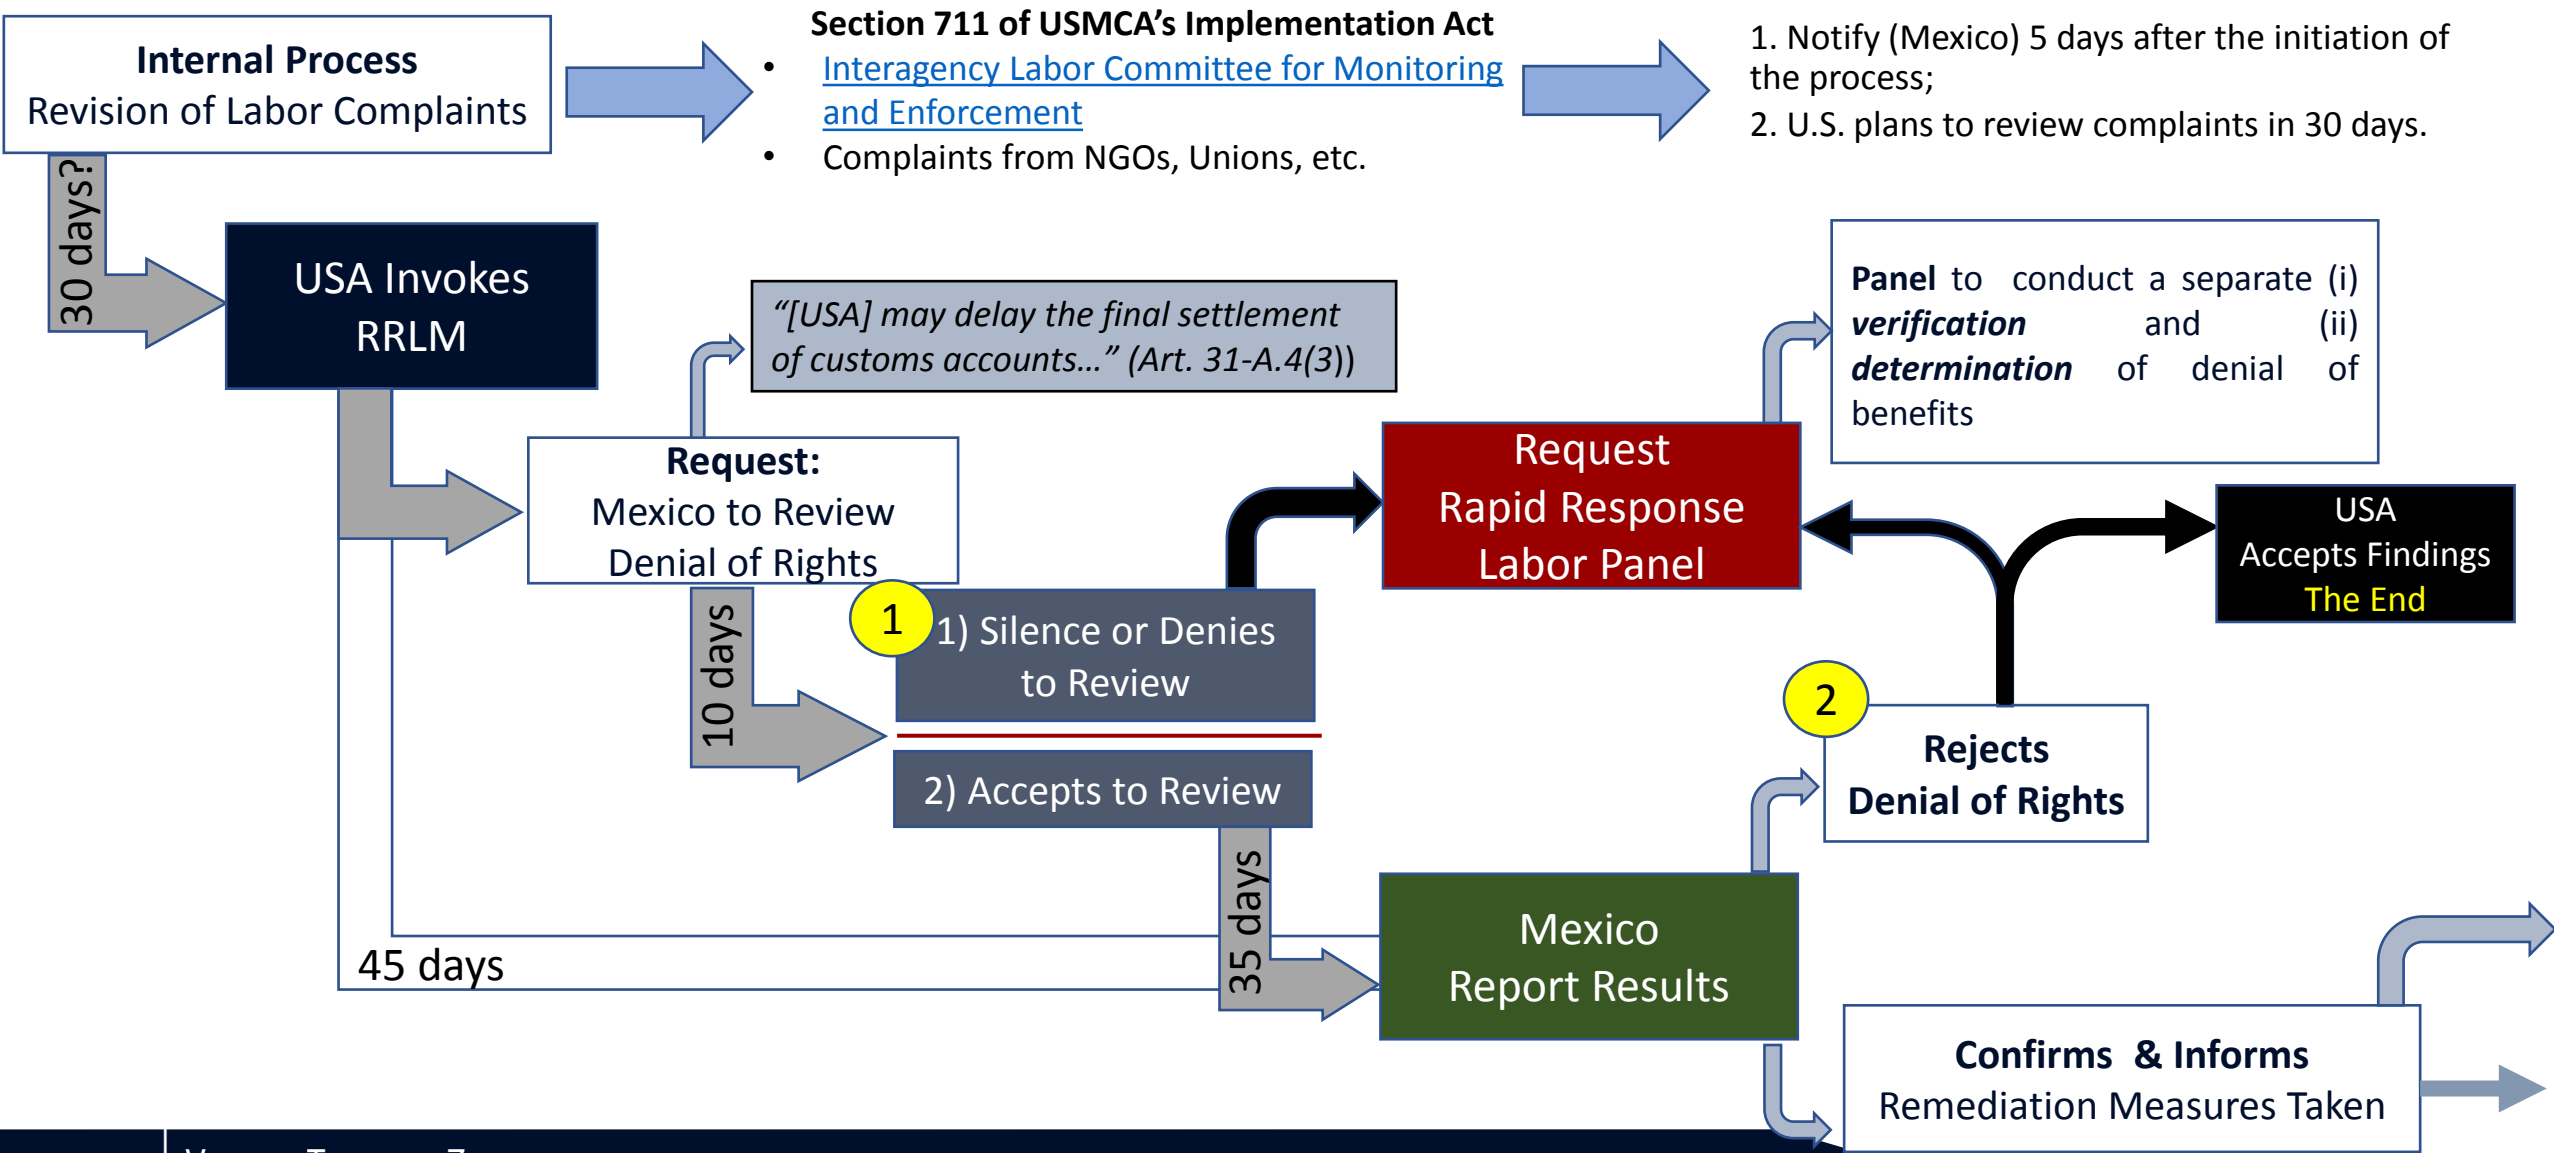 Internal Process
Revision of Labor Complaints
Section 711 of USMCA's Implementation Act
• Interagency Labor Committee for Monitoring
and Enforcement
• Complaints from NGOs, Unions, etc.
1. Notify (Mexico) 5 days after the initiation of
the process;
2. U.S. plans to review complaints in 30 days.
30 days?
USA Invokes
RRLM
“[USA] may delay the final settlement
of customs accounts…” (Art. 31-A.4(3))
Panel to conduct a separate (i)
verification and (ii)
determination of denial of
benefits
Request:
Mexico to Review
Denial of Rights
Request
Rapid Response
Labor Panel
USA
Accepts Findings
The End
10 days
1
1) Silence or Denies
to Review
2) Accepts to Review
2
Rejects
Denial of Rights
35 days
45 days
Mexico
Report Results
Confirms & Informs
Remediation Measures Taken